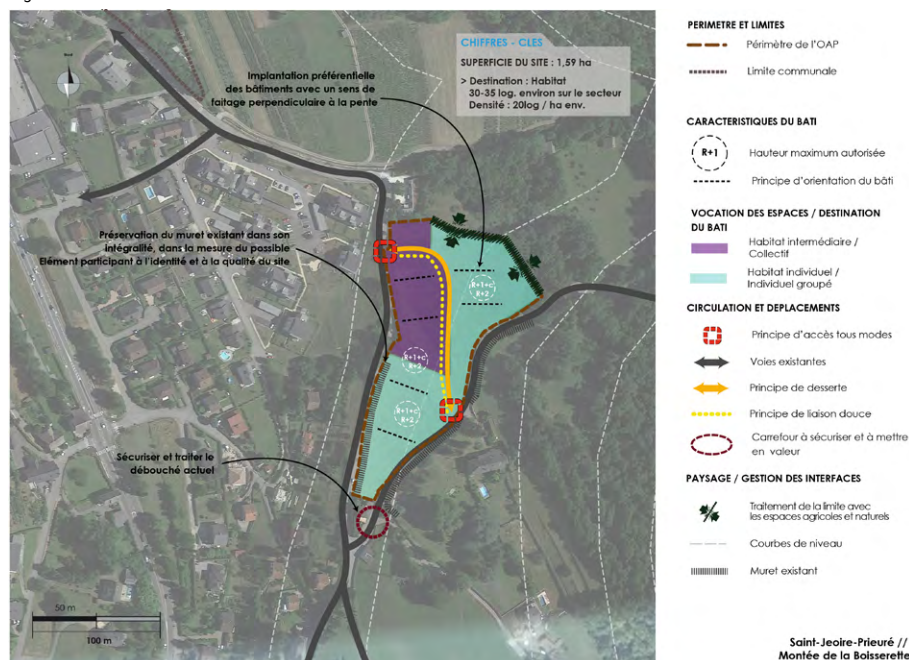 CHIFFRES - CLES
SUPERFICIE DU SITE : 1,59 ha
> Destination : Habitat
30-35 log. environ sur le secteur
Densité : 20log / ha env.
Implantation préférentielle
des bâtiments avec un sens de
faitage perpendiculaire à la pente
Préservation du muret existant dans son
intégralité, dans la mesure du possible
Elément participant à l'identité et à la qualité du site
R+1+c
R+2
R+1+c
R+2
R+1+c
R+2
Sécuriser et traiter le
débouché actuel
50 m
100 m
PERIMETRE ET LIMITES
Périmètre de l'OAP
Limite communale
CARACTERISTIQUES DU BATI
R+1
Hauteur maximum autorisée
Principe d'orientation du bâti
VOCATION DES ESPACES / DESTINATION
DU BATI
Habitat intermédiaire /
Collectif
Habitat individuel /
Individuel groupé
CIRCULATION ET DEPLACEMENTS
Principe d'accès tous modes
Voies existantes
Principe de desserte
Principe de liaison douce
Carrefour à sécuriser et à mettre
en valeur
PAYSAGE / GESTION DES INTERFACES
Traitement de la limite avec
les espaces agricoles et naturels
Courbes de niveau
Muret existant
Saint-Jeoire-Prieuré //
Montée de la Boisserette